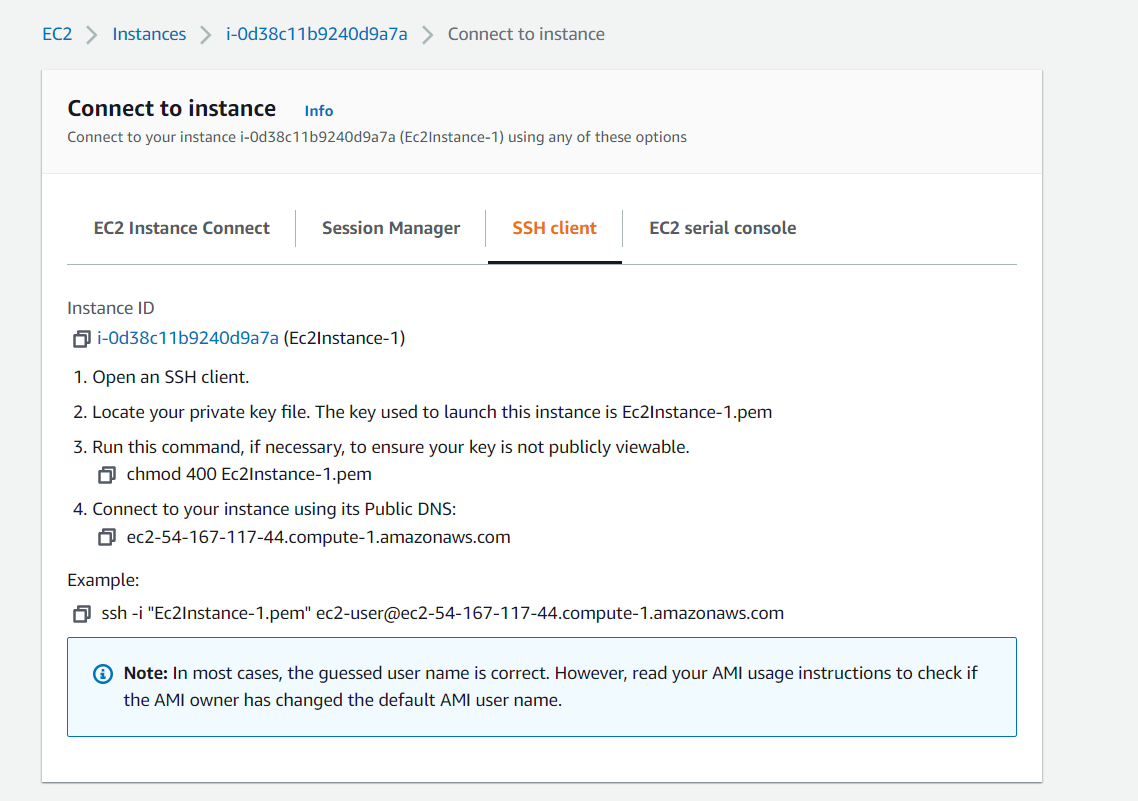 EC2 > Instances > i-0d38c11b9240d9a7a > Connect to instance
Connect to instance Info
Connect to your instance i-0d38c11b9240d9a7a (Ec2Instance-1) using any of these options
EC2 Instance Connect Session Manager SSH client EC2 serial console
Instance ID
i-0d38c11b9240d9a7a (Ec2Instance-1)
1. Open an SSH client.
2. Locate your private key file. The key used to launch this instance is Ec2Instance-1.pem
3. Run this command, if necessary, to ensure your key is not publicly viewable.
chmod 400 Ec2Instance-1.pem
4. Connect to your instance using its Public DNS:
ec2-54-167-117-44.compute-1.amazonaws.com
Example:
ssh -i "Ec2Instance-1.pem" ec2-user@ec2-54-167-117-44.compute-1.amazonaws.com
Note: In most cases, the guessed user name is correct. However, read your AMI usage instructions to check if
the AMI owner has changed the default AMI user name.